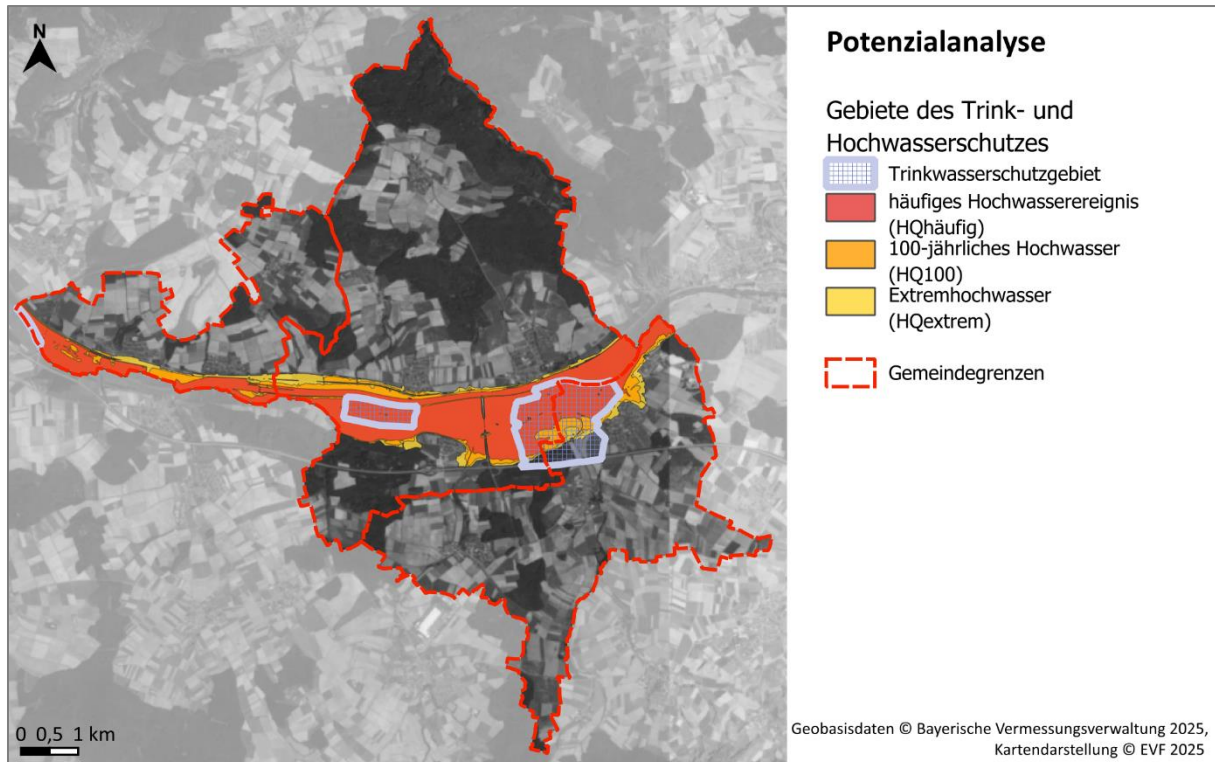 N
0 0,5 1 km
Potenzialanalyse
Gebiete des Trink- und
Hochwasserschutzes
Trinkwasserschutzgebiet
häufiges Hochwasserereignis
(HQhäufig)
100-jährliches Hochwasser
(HQ100)
Extremhochwasser
(HQextrem)
Gemeindegrenzen
Geobasisdaten © Bayerische Vermessungsverwaltung 2025,
Kartendarstellung © EVF 2025